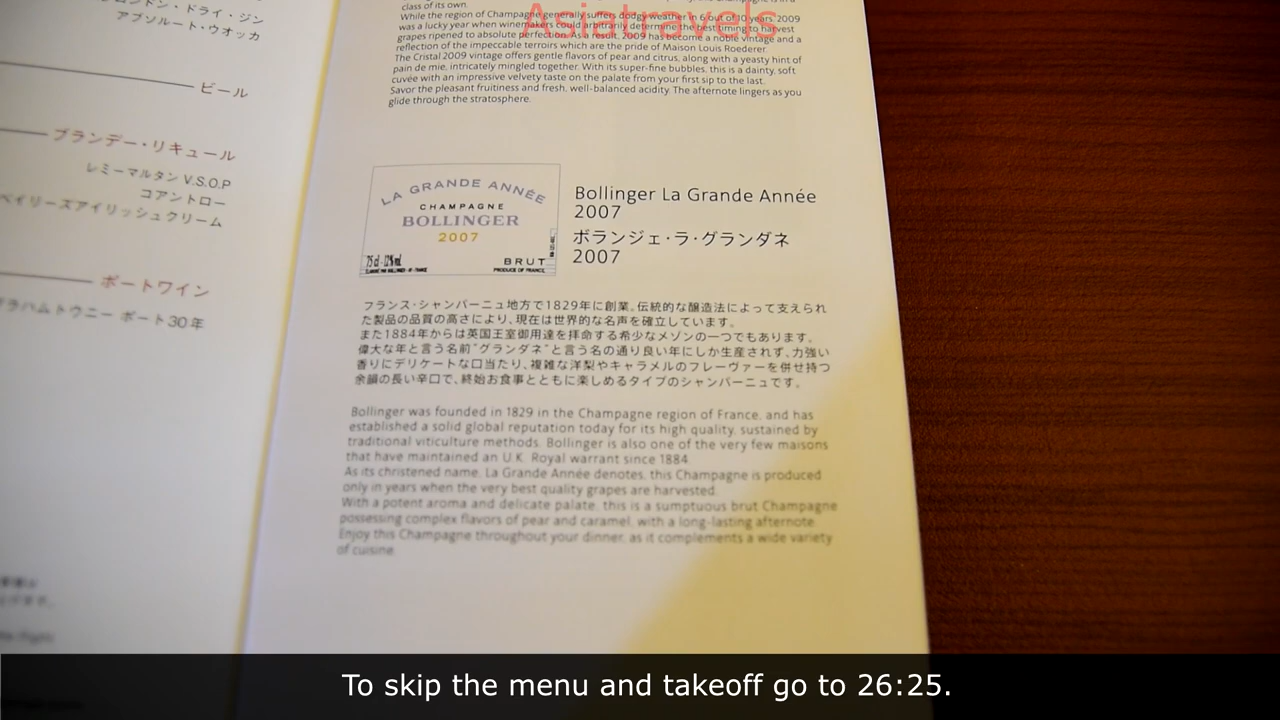 ロンドン・ドライ・ジン
アブソルート・ウオッカ
ビール
ブランデー・リキュール
レミーマルタン V.S.O.P
コアントロー
ベイリーズアイリッシュクリーム
ポートワイン
グラハムトウニー ポート30年
Asiatravels
class of its own.
While the region of Champagne generally suffers dodgy weather in 6 out of 10 years, 2009
was a lucky year when winemakers could arbitrarily determine the best timing to harvest
grapes ripened to absolute perfection. As a result, 2009 has become a noble vintage and a
reflection of the impeccable terroirs which are the pride of Maison Louis Roederer.
The Cristal 2009 vintage offers gentle flavors of pear and citrus, along with a yeasty hint of
pain de mie, intricately mingled together. With its super-fine bubbles, this is a dainty, soft
cuvée with an impressive velvety taste on the palate from your first sip to the last.
Savor the pleasant fruitiness and fresh, well-balanced acidity. The afternote lingers as you
glide through the stratosphere.
LA GRANDE ANNÉE
CHAMPAGNE
BOLLINGER
2007
75 cl - 12% vol
BRUT
PRODUCE OF FRANCE
Bollinger La Grande Année
2007
ボランジェ・ラ・グランダネ
2007
フランス・シャンパーニュ地方で1829年に創業。伝統的な醸造法によって支えられ
た製品の品質の高さにより、現在は世界的な名声を確立しています。
また1884年からは英国王室御用達を拝命する希少なメゾンの一つでもあります。
偉大な年と言う名前"グランダネ"と言う名の通り良い年にしか生産されず、力強い
香りにデリケートな口当たり、複雑な洋梨やキャラメルのフレーヴァーを併せ持つ
余韻の長い辛口で、終始お食事とともに楽しめるタイプのシャンパーニュです。
Bollinger was founded in 1829 in the Champagne region of France, and has
established a solid global reputation today for its high quality, sustained by
traditional viticulture methods. Bollinger is also one of the very few maisons
that have maintained an U.K. Royal warrant since 1884.
As its christened name, La Grande Année denotes, this Champagne is produced
only in years when the very best quality grapes are harvested.
With a potent aroma and delicate palate, this is a sumptuous brut Champagne
possessing complex flavors of pear and caramel, with a long-lasting afternote.
Enjoy this Champagne throughout your dinner, as it complements a wide variety
of cuisine.
To skip the menu and takeoff go to 26:25.